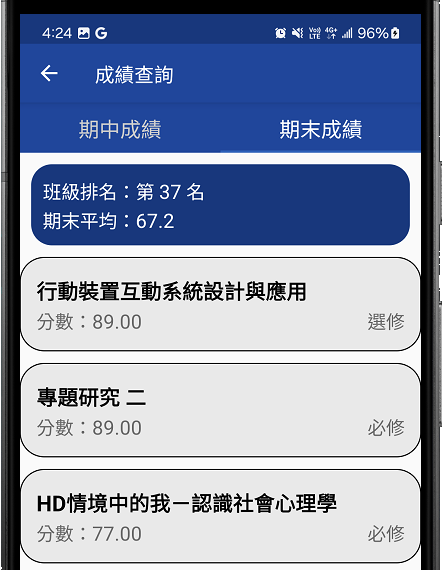 4:24 G Vo) LTE 4G+ 96%
成績查詢
期中成績 期末成績
班級排名：第 37 名
期末平均：67.2
行動裝置互動系統設計與應用
分數：89.00 選修
專題研究 二
分數：89.00 必修
HD情境中的我－認識社會心理學
分數：77.00 必修